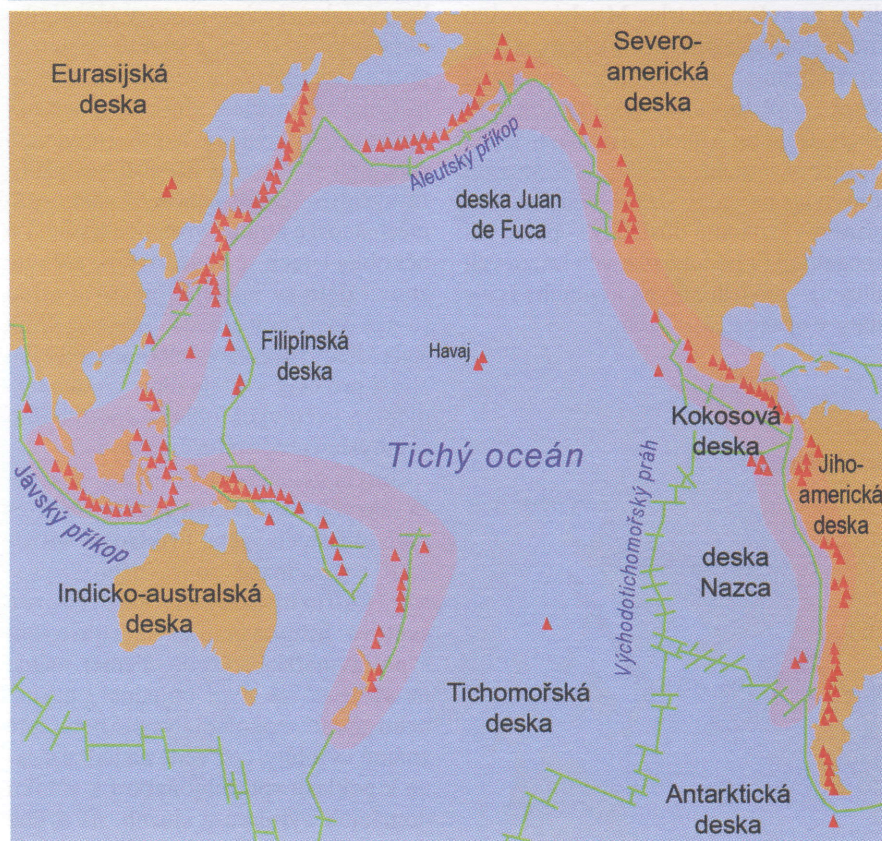 Eurasijská
deska
Severo-
americká
deska
Aleutský příkop
deska Juan
de Fuca
Filipínská
deska
Havaj
Kokosová
deska
Tichý oceán
Jiho-
americká
deska
Jávský příkop
Východotichomořský práh
deska
Nazca
Indicko-australská
deska
Tichomořská
deska
Antarktická
deska